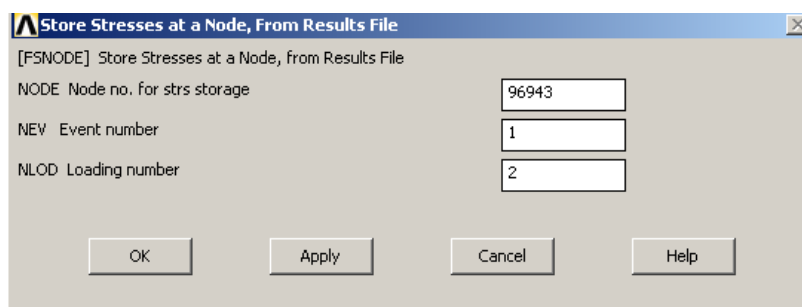 Store Stresses at a Node, From Results File
[FSNODE] Store Stresses at a Node, from Results File
NODE Node no. for strs storage 96943
NEV Event number 1
NLOD Loading number 2
OK Apply Cancel Help